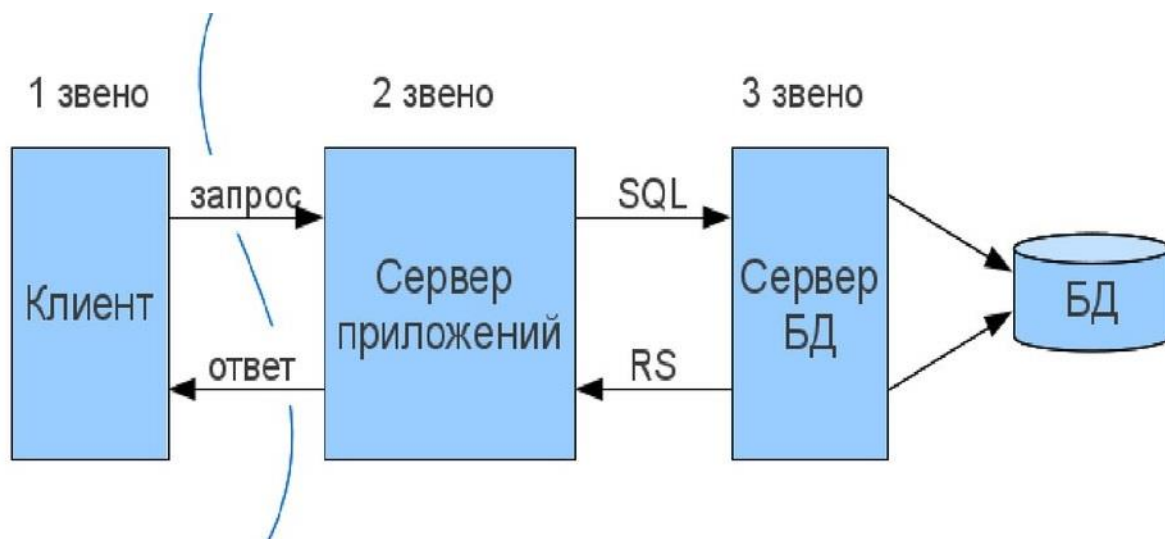 1 звено
2 звено
3 звено
запрос
SQL
Клиент
Сервер
приложений
Сервер
БД
БД
ответ
RS